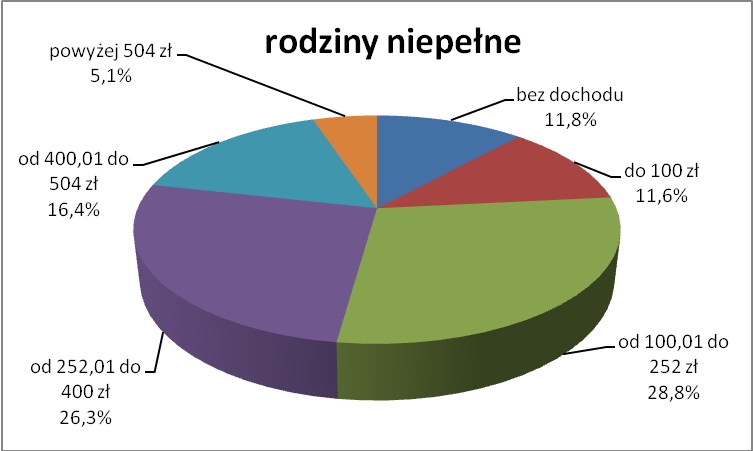 rodziny niepełne
powyżej 504 zł
5,1%
bez dochodu
11,8%
od 400,01 do
504 zł
16,4%
do 100 zł
11,6%
od 252,01 do
400 zł
26,3%
od 100,01 do
252 zł
28,8%